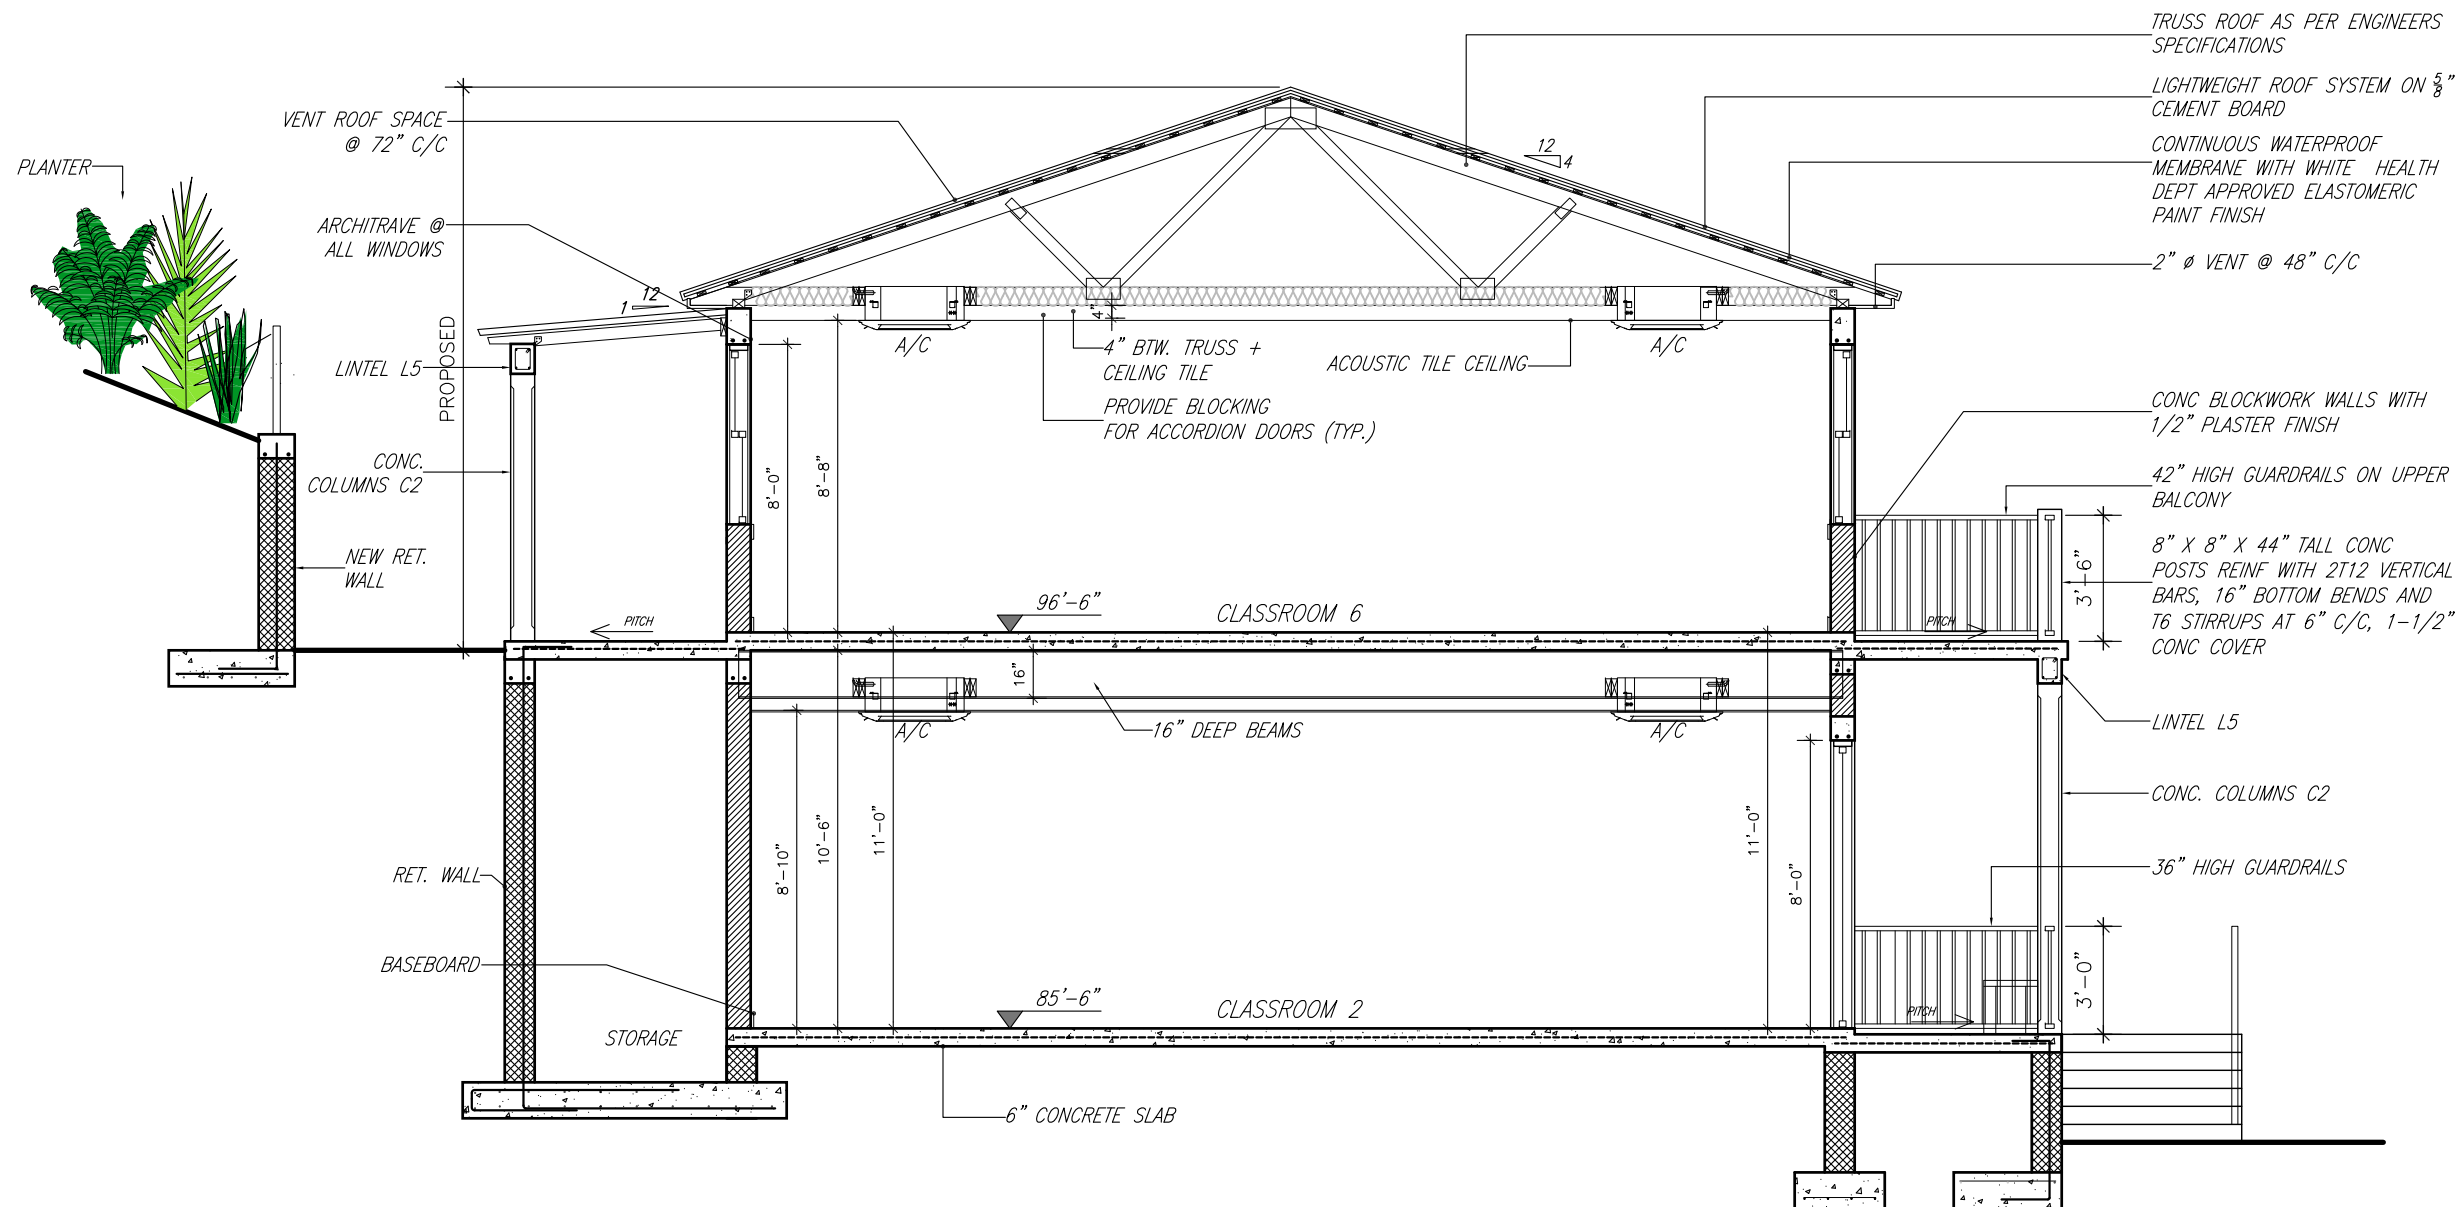 TRUSS ROOF AS PER ENGINEERS
SPECIFICATIONS
LIGHTWEIGHT ROOF SYSTEM ON 5/8"
CEMENT BOARD
CONTINUOUS WATERPROOF
MEMBRANE WITH WHITE HEALTH
DEPT APPROVED ELASTOMERIC
PAINT FINISH
2" ø VENT @ 48" C/C
VENT ROOF SPACE
@ 72" C/C
PLANTER
ARCHITRAVE @
ALL WINDOWS
12
4
12
1
PROPOSED
LINTEL L5
4"
A/C
4" BTW. TRUSS +
CEILING TILE
ACOUSTIC TILE CEILING
A/C
PROVIDE BLOCKING
FOR ACCORDION DOORS (TYP.)
CONC.
COLUMNS C2
8'-0"
8'-8"
CONC BLOCKWORK WALLS WITH
1/2" PLASTER FINISH
42" HIGH GUARDRAILS ON UPPER
BALCONY
NEW RET.
WALL
8" X 8" X 44" TALL CONC
POSTS REINF WITH 2T12 VERTICAL
BARS, 16" BOTTOM BENDS AND
T6 STIRRUPS AT 6" C/C, 1-1/2"
CONC COVER
3'-6"
PITCH
96'-6"
CLASSROOM 6
PITCH
16"
A/C
16" DEEP BEAMS
A/C
LINTEL L5
CONC. COLUMNS C2
8'-10"
10'-6"
11'-0"
11'-0"
8'-0"
RET. WALL
36" HIGH GUARDRAILS
BASEBOARD
3'-0"
85'-6"
CLASSROOM 2
PITCH
STORAGE
6" CONCRETE SLAB